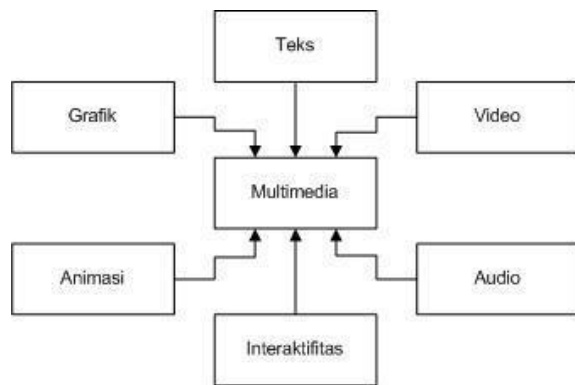 Teks
Grafik
Video
Multimedia
Animasi
Audio
Interaktifitas